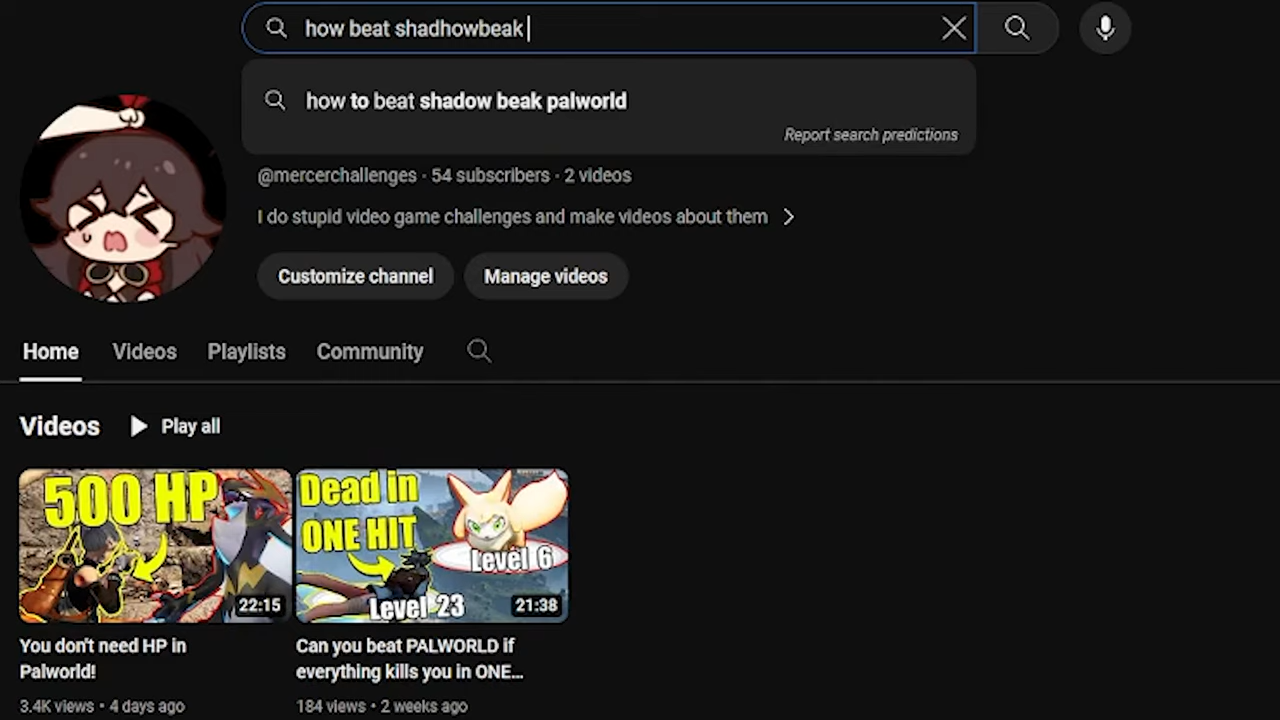 how beat shadhowbeak
how to beat shadow beak palworld
Report search predictions
@mercerchallenges · 54 subscribers · 2 videos
I do stupid video game challenges and make videos about them
Customize channel
Manage videos
Home Videos Playlists Community
Videos
Play all
500 HP
22:15
Dead in
ONE HIT
Level 6
Level 23
21:38
You don't need HP in
Palworld!
3.4K views • 4 days ago
Can you beat PALWORLD if
everything kills you in ONE...
184 views • 2 weeks ago